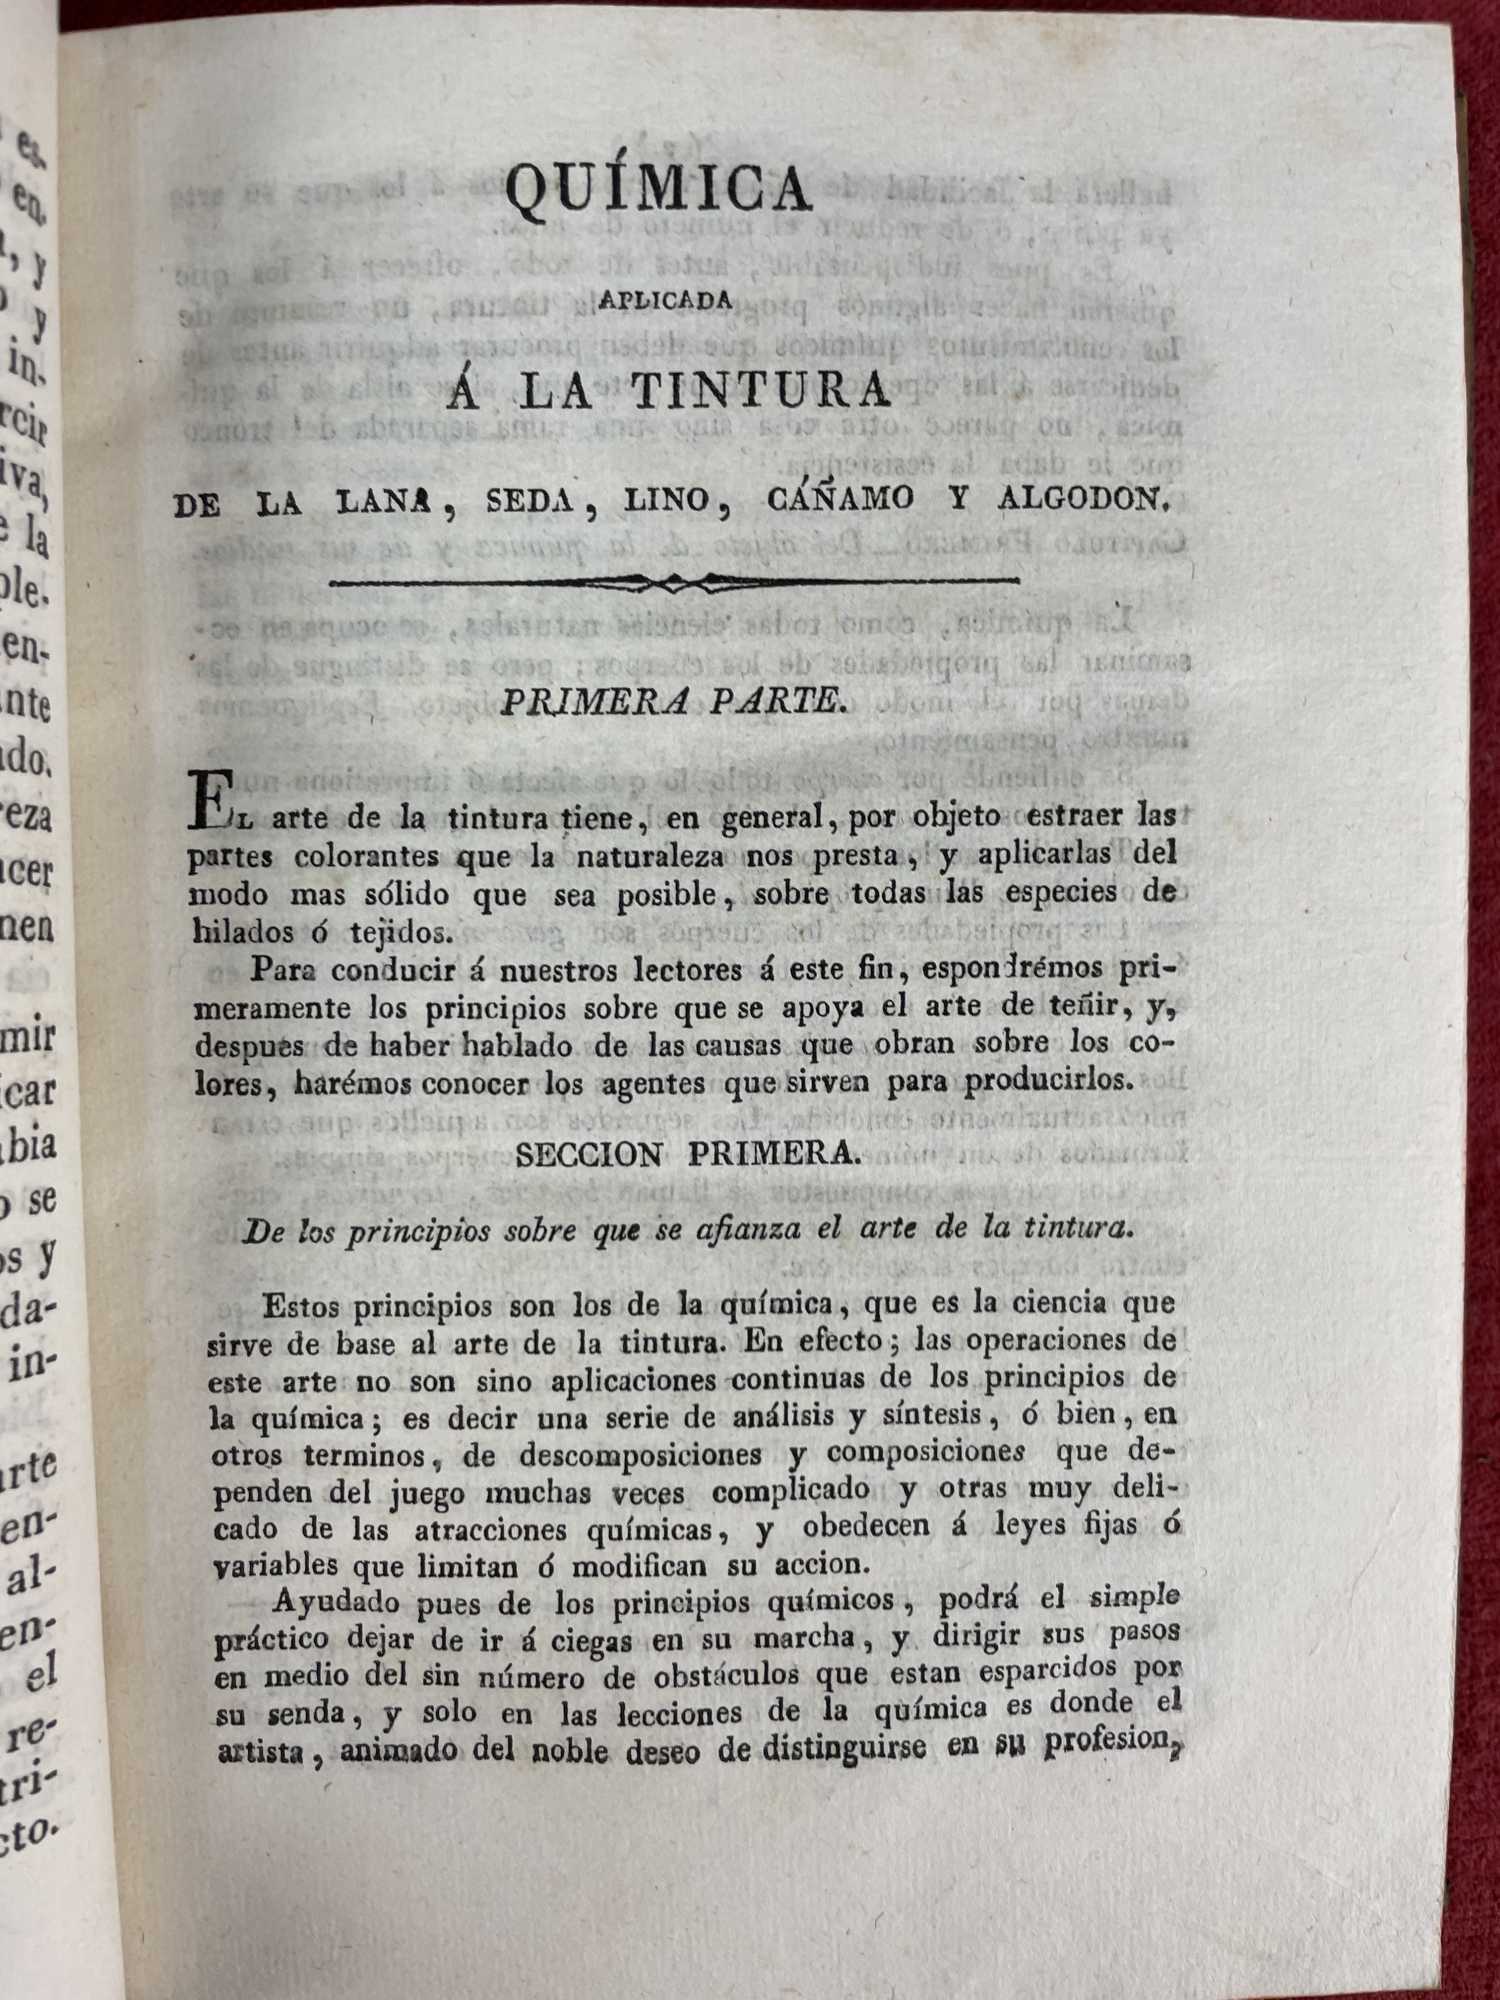 QUÍMICA
APLICADA
Á LA TINTURA
DE LA LANA, SEDA, LINO, CÁÑAMO Y ALGODON.
PRIMERA PARTE.
EL arte de la tintura tiene, en general, por objeto estraer las
partes colorantes que la naturaleza nos presta, y aplicarlas del
modo mas sólido que sea posible, sobre todas las especies de
hilados ó tejidos.
Para conducir á nuestros lectores á este fin, espondrémos pri-
meramente los principios sobre que se apoya el arte de teñir, y,
despues de haber hablado de las causas que obran sobre los co-
lores, harémos conocer los agentes que sirven para producirlos.
SECCION PRIMERA.
De los principios sobre que se afianza el arte de la tintura.
Estos principios son los de la química, que es la ciencia que
sirve de base al arte de la tintura. En efecto; las operaciones de
este arte no son sino aplicaciones continuas de los principios de
la química; es decir una serie de análisis y síntesis, ó bien, en
otros terminos, de descomposiciones y composiciones que de-
penden del juego muchas veces complicado y otras muy deli-
cado de las atracciones químicas, y obedecen á leyes fijas ó
variables que limitan ó modifican su accion.
Ayudado pues de los principios químicos, podrá el simple
práctico dejar de ir á ciegas en su marcha, y dirigir sus pasos
en medio del sin número de obstáculos que estan esparcidos por
su senda, y solo en las lecciones de la química es donde el
artista, animado del noble deseo de distinguirse en su profesion,